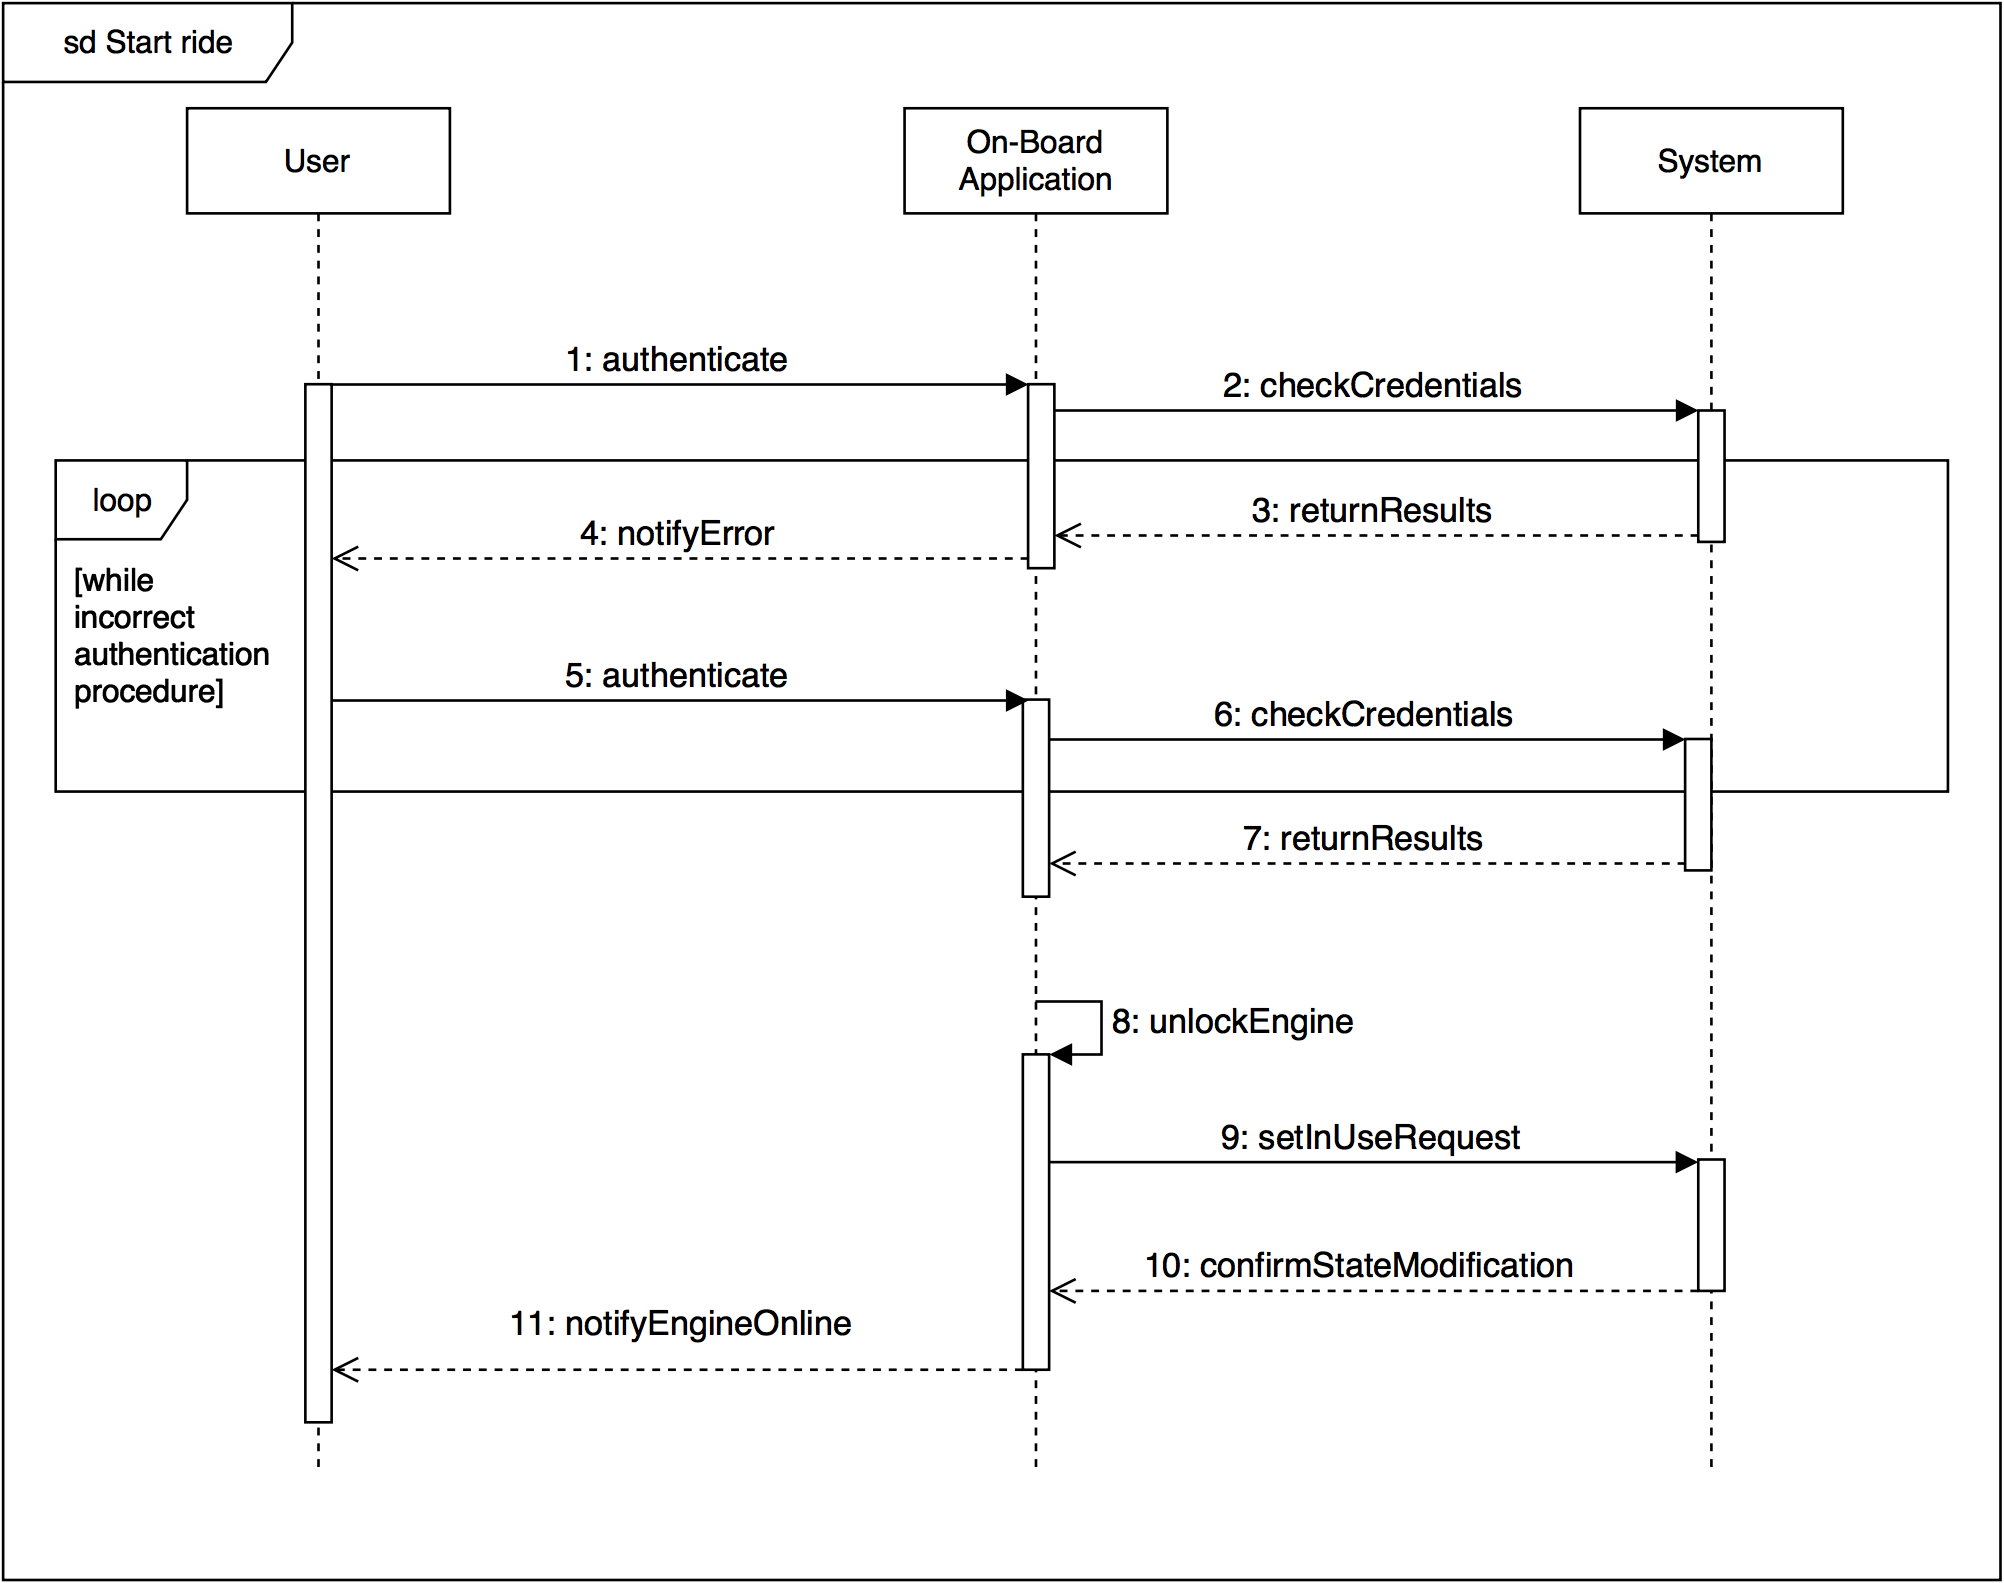 sd Start ride
User
On-Board
Application
System
1: authenticate
2: checkCredentials
loop
3: returnResults
4: notifyError
[while
incorrect
authentication
procedure]
5: authenticate
6: checkCredentials
7: returnResults
8: unlockEngine
9: setInUseRequest
10: confirmStateModification
11: notifyEngineOnline